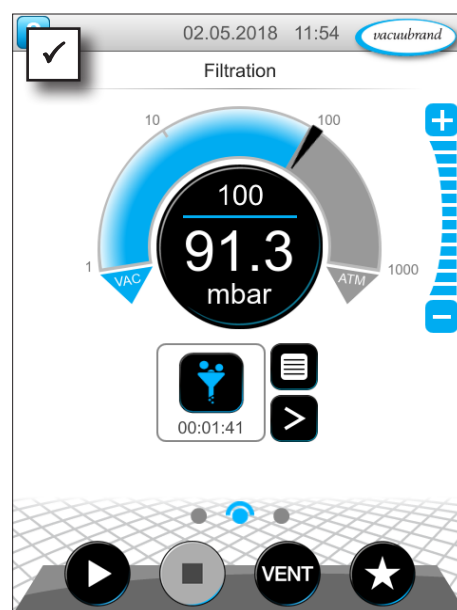 02.05.2018 11:54 vacuubrand
Filtration
10 100
100
91.3
mbar
1 VAC ATM 1000
00:01:41
VENT